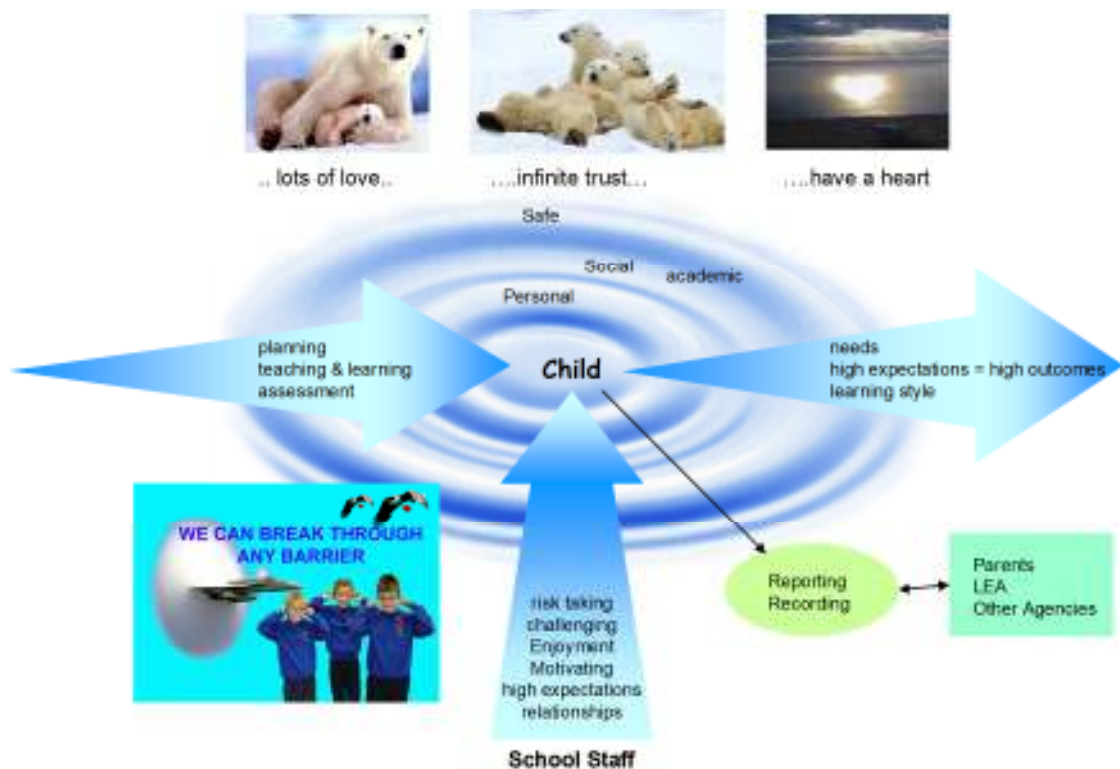 .. lots of love..
....infinite trust...
.....have a heart
Safe
Social
academic
Personal
planning
teaching & learning
assessment
Child
needs
high expectations = high outcomes
learning style
WE CAN BREAK THROUGH
ANY BARRIER
risk taking
challenging
Enjoyment
Motivating
high expectations
relationships
School Staff
Reporting
Recording
Parents
LEA
Other Agencies